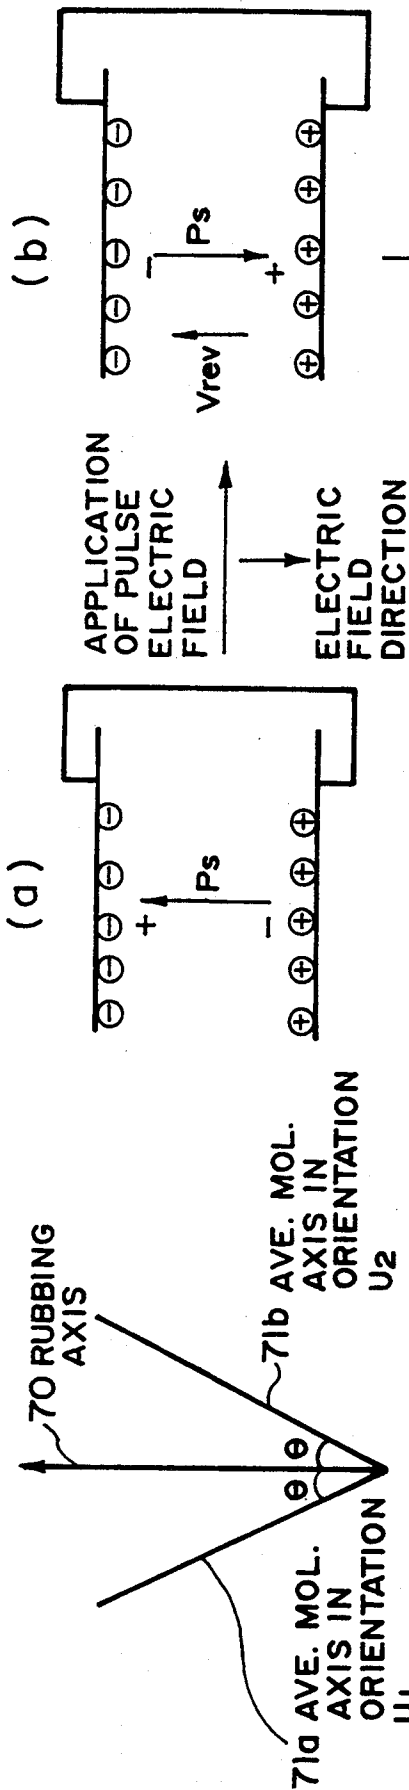 70 RUBBING
AXIS
θ θ
71a AVE. MOL.
AXIS IN
ORIENTATION
71b AVE. MOL.
AXIS IN
ORIENTATION
U2
(a)
⊖ ⊖ ⊖ ⊖ ⊖
+
Ps
−
⊕ ⊕ ⊕ ⊕ ⊕
APPLICATION
OF PULSE
ELECTRIC
FIELD
ELECTRIC
FIELD
DIRECTION
(b)
⊖ ⊖ ⊖ ⊖ ⊖
−
Vrev
Ps
+
⊕ ⊕ ⊕ ⊕ ⊕